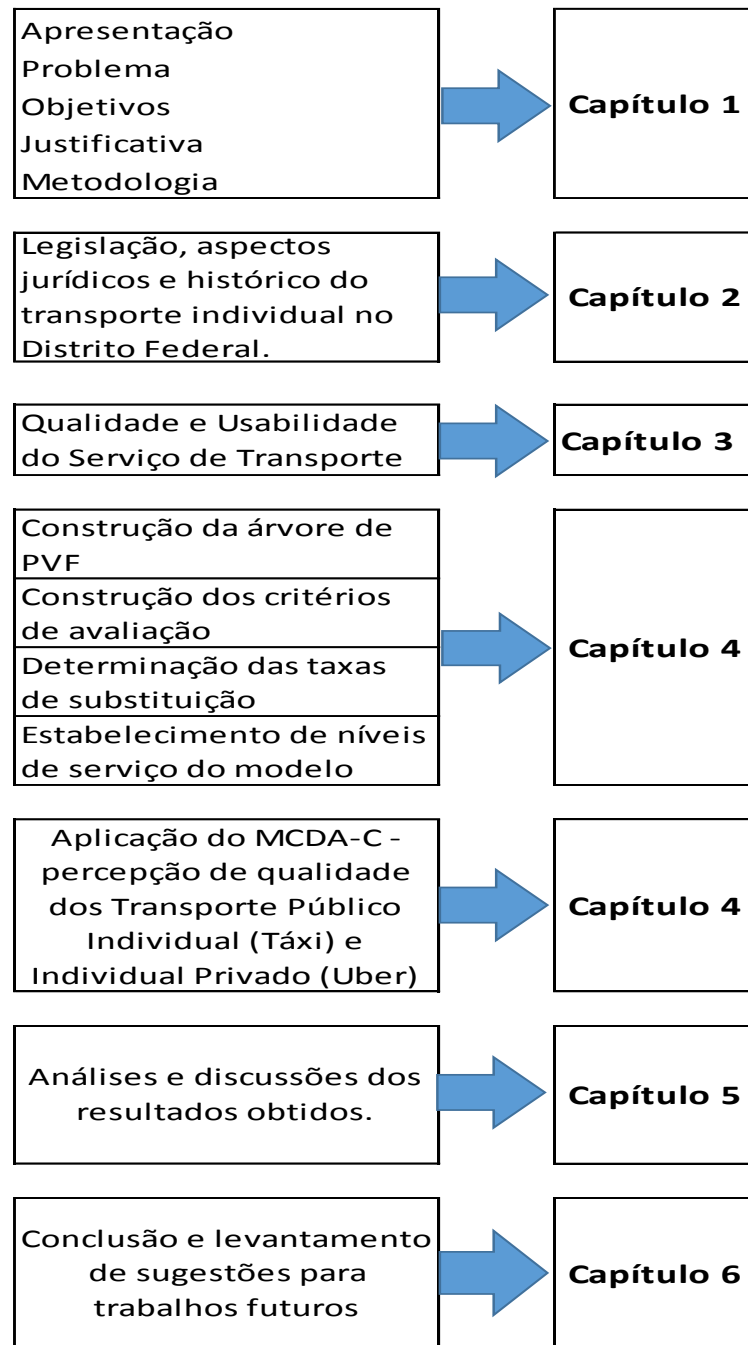 Apresentação
Problema
Objetivos
Justificativa
Metodologia
Capítulo 1
Legislação, aspectos
jurídicos e histórico do
transporte individual no
Distrito Federal.
Capítulo 2
Qualidade e Usabilidade
do Serviço de Transporte
Capítulo 3
Construção da árvore de
PVF
Construção dos critérios
de avaliação
Determinação das taxas
de substituição
Estabelecimento de níveis
de serviço do modelo
Capítulo 4
Aplicação do MCDA-C -
percepção de qualidade
dos Transporte Público
Individual (Táxi) e
Individual Privado (Uber)
Capítulo 4
Análises e discussões dos
resultados obtidos.
Capítulo 5
Conclusão e levantamento
de sugestões para
trabalhos futuros
Capítulo 6